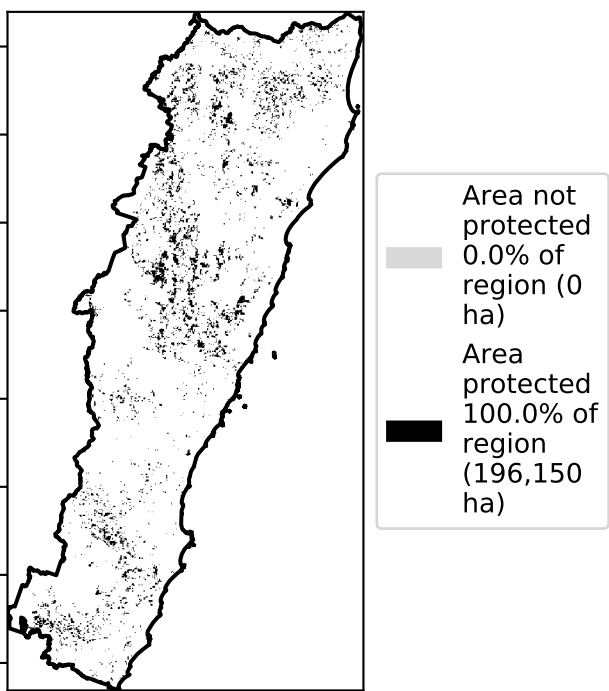 Area not
protected
0.0% of
region (0
ha)
Area
protected
100.0% of
region
(196,150
ha)